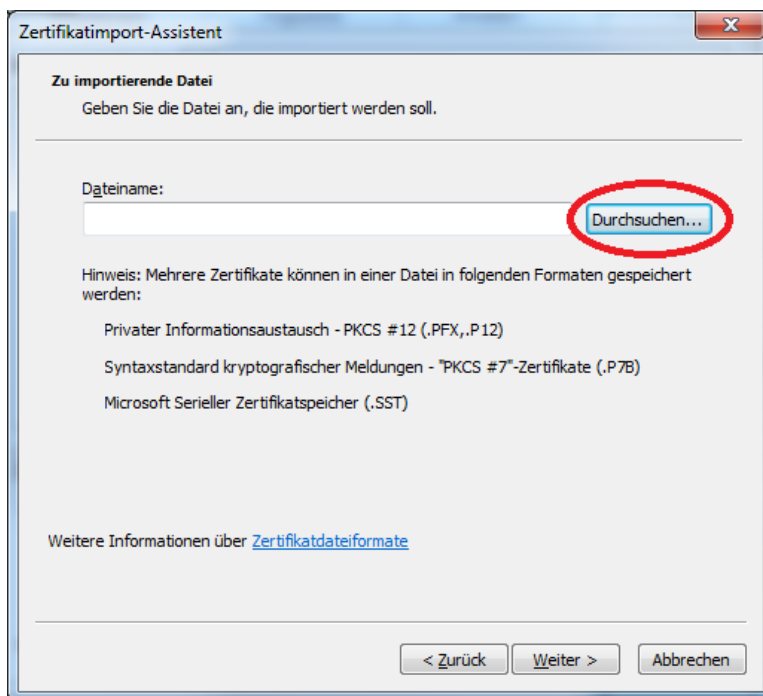 Zertifikatimport-Assistent
Zu importierende Datei
Geben Sie die Datei an, die importiert werden soll.
Dateiname:
Durchsuchen...
Hinweis: Mehrere Zertifikate können in einer Datei in folgenden Formaten gespeichert
werden:
Privater Informationsaustausch - PKCS #12 (.PFX,.P12)
Syntaxstandard kryptografischer Meldungen - "PKCS #7"-Zertifikate (.P7B)
Microsoft Serieller Zertifikatspeicher (.SST)
Weitere Informationen über Zertifikatdateiformate
< Zurück Weiter > Abbrechen